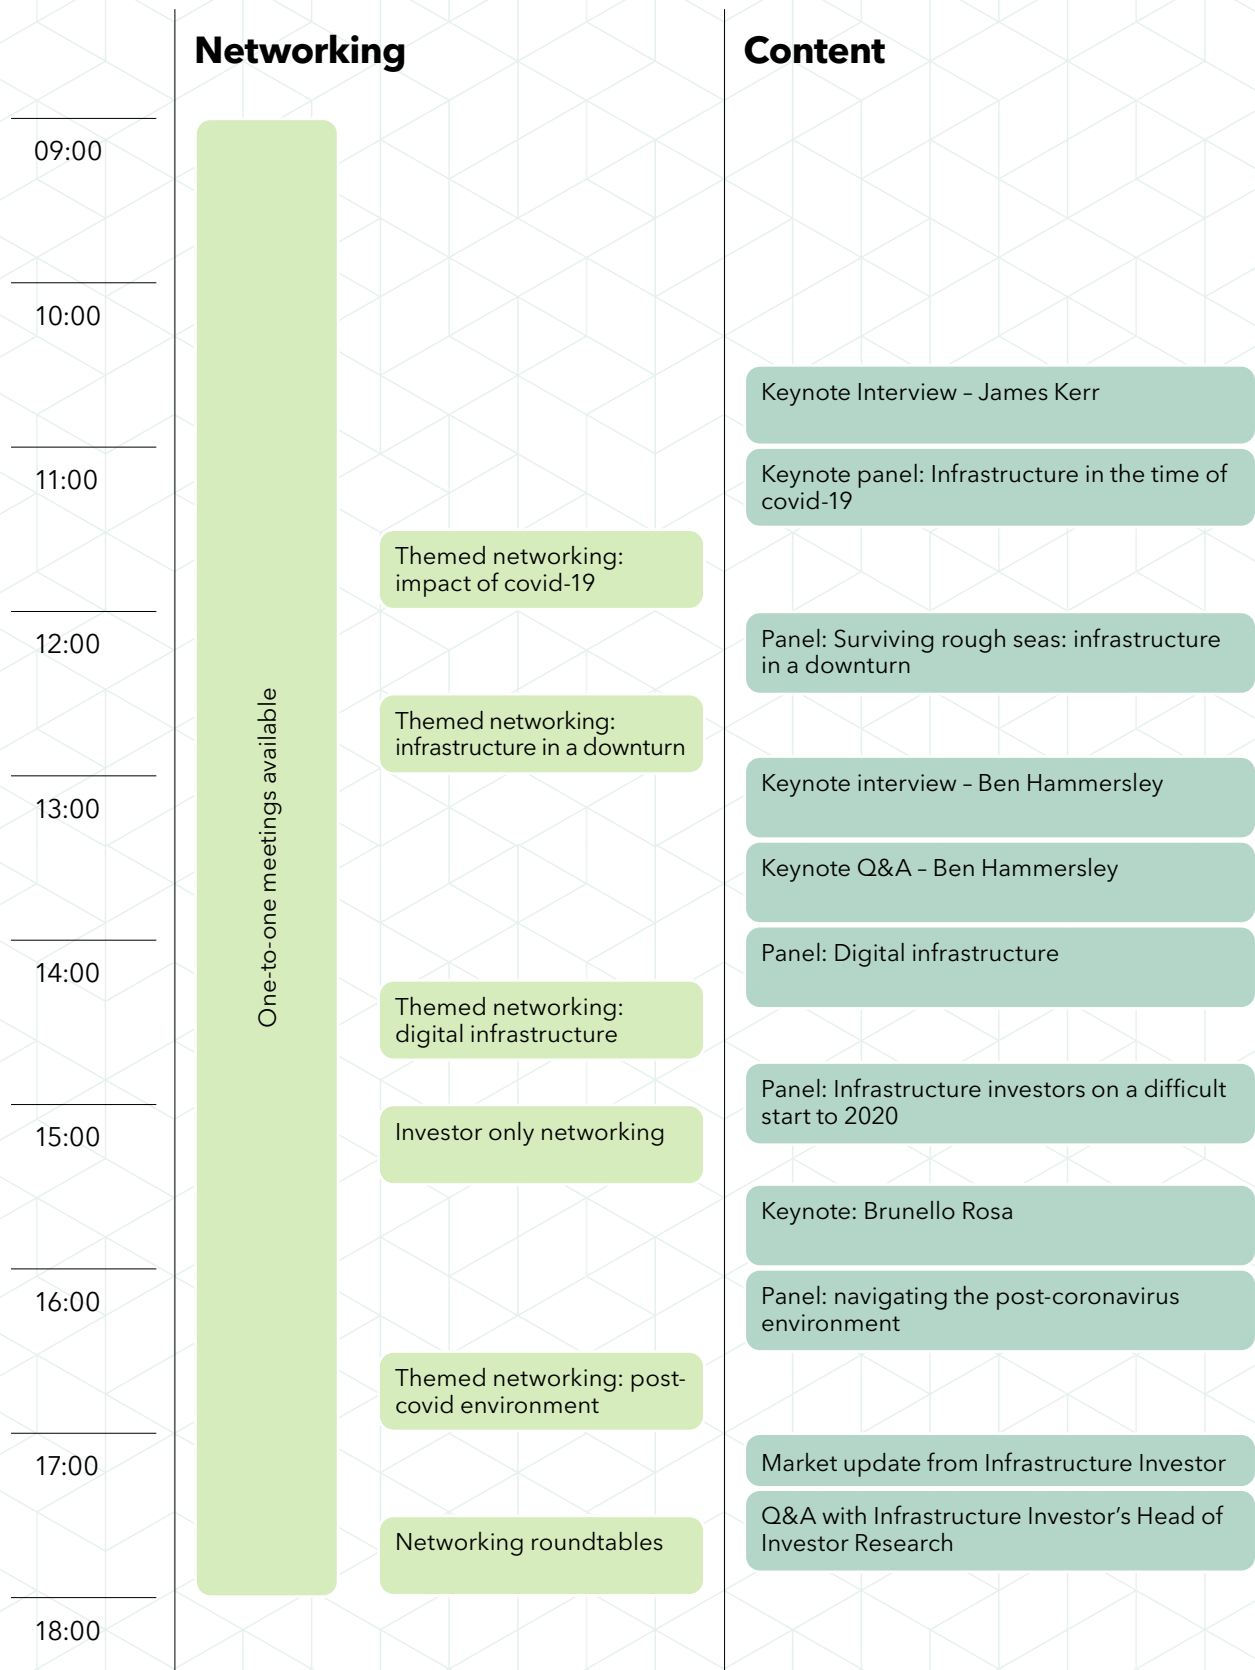 Networking
Content
09:00
10:00
11:00
12:00
13:00
14:00
15:00
16:00
17:00
18:00
One-to-one meetings available
Themed networking:
impact of covid-19
Themed networking:
infrastructure in a downturn
Themed networking:
digital infrastructure
Investor only networking
Themed networking: post-
covid environment
Networking roundtables
Keynote Interview – James Kerr
Keynote panel: Infrastructure in the time of
covid-19
Panel: Surviving rough seas: infrastructure
in a downturn
Keynote interview – Ben Hammersley
Keynote Q&A – Ben Hammersley
Panel: Digital infrastructure
Panel: Infrastructure investors on a difficult
start to 2020
Keynote: Brunello Rosa
Panel: navigating the post-coronavirus
environment
Market update from Infrastructure Investor
Q&A with Infrastructure Investor’s Head of
Investor Research